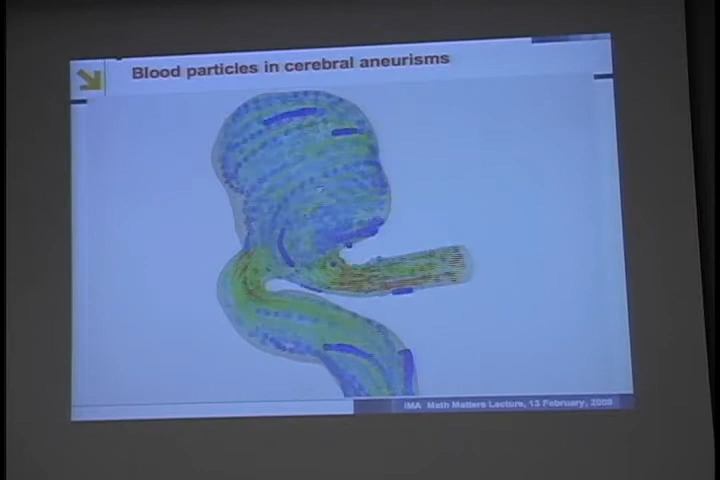 Blood particles in cerebral aneurisms
IMA Math Matters Lecture, 13 February, 2008